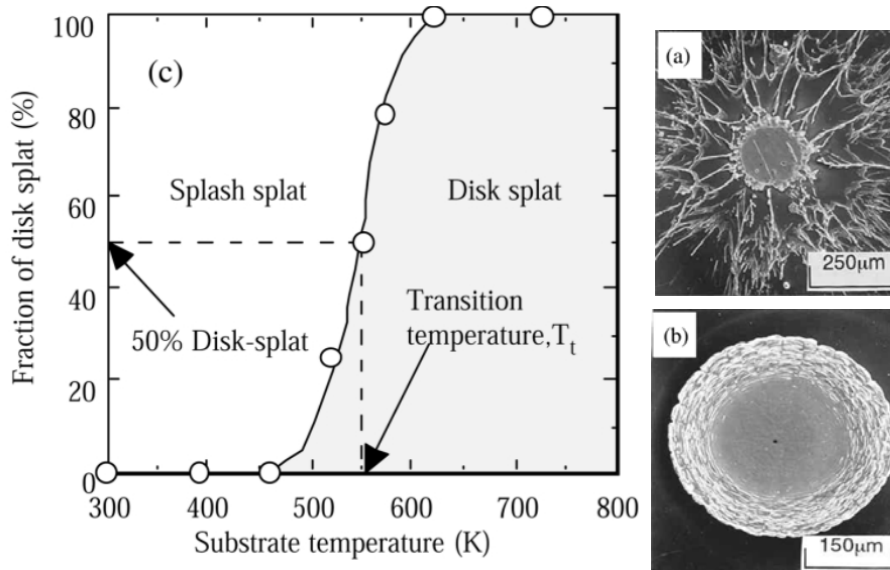 100
80
60
40
20
0
Fraction of disk splat (%)
(c)
Splash splat
Disk splat
50% Disk-splat
Transition
temperature,Tt
300
400
500
600
700
800
Substrate temperature (K)
(a)
250μm
(b)
150μm